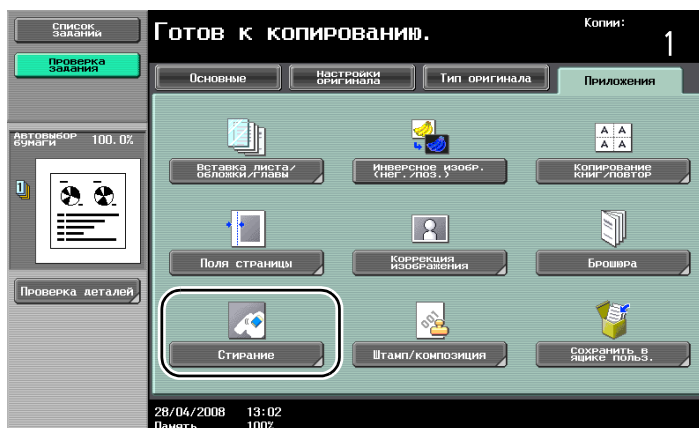 Список
заданий
Готов к копированию.
Копии:
1
Проверка
задания
Основные
Настройки
оригинала
Тип оригинала
Приложения
Автовыбор
бумаги
100.0%
Вставка листа/
обложки/главы
Инверсное изобр.
(нег./поз.)
Копирование
книг/повтор
Поля страницы
Коррекция
изображения
Брошюра
Проверка деталей
Стирание
Штамп/композиция
Сохранить в
ящике польз.
28/04/2008 13:02
Память 100%